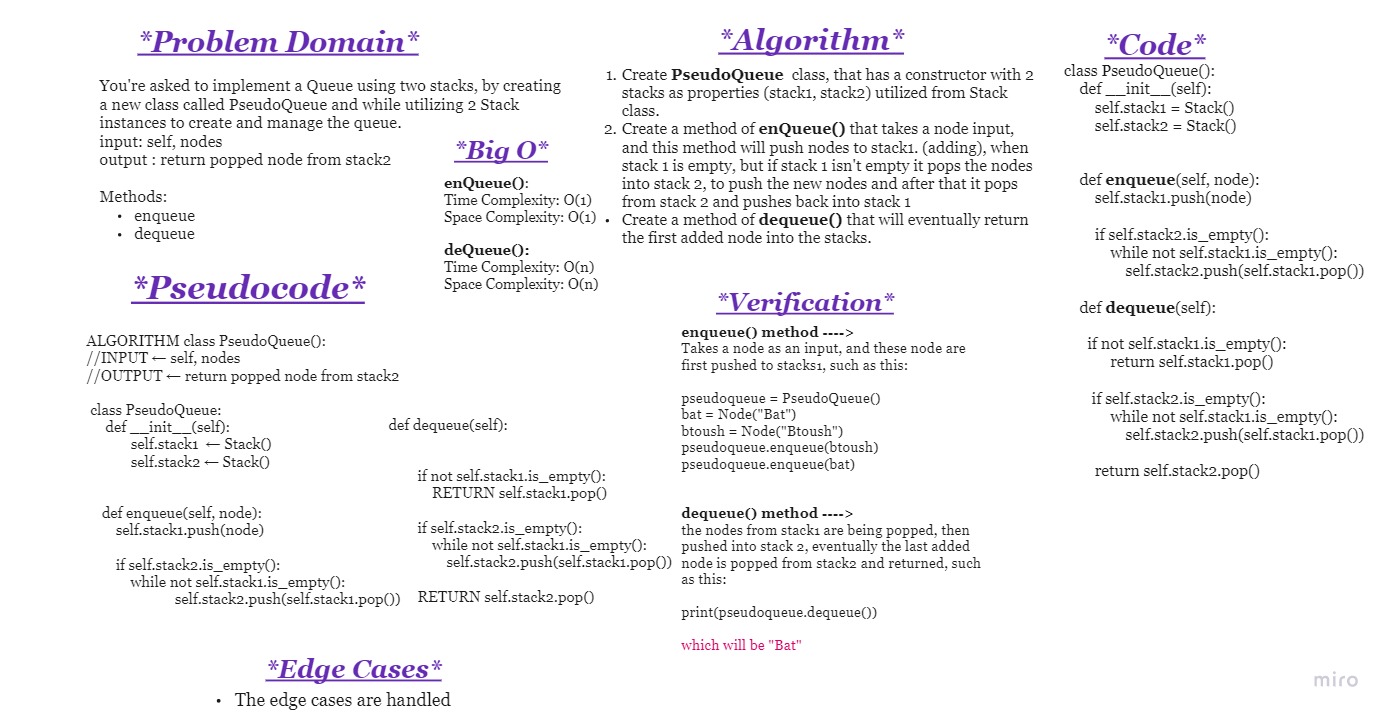 *Problem Domain*
You're asked to implement a Queue using two stacks, by creating
a new class called PseudoQueue and while utilizing 2 Stack
instances to create and manage the queue.
input: self, nodes
output : return popped node from stack2
Methods:
• enqueue
• dequeue
*Big O*
enQueue():
Time Complexity: O(1)
Space Complexity: O(1)
deQueue():
Time Complexity: O(n)
Space Complexity: O(n)
*Pseudocode*
ALGORITHM class PseudoQueue():
//INPUT ← self, nodes
//OUTPUT ← return popped node from stack2
class PseudoQueue:
def __init__(self):
self.stack1 ← Stack()
self.stack2 ← Stack()
def enqueue(self, node):
self.stack1.push(node)
if self.stack2.is_empty():
while not self.stack1.is_empty():
self.stack2.push(self.stack1.pop())
def dequeue(self):
if not self.stack1.is_empty():
RETURN self.stack1.pop()
if self.stack2.is_empty():
while not self.stack1.is_empty():
self.stack2.push(self.stack1.pop())
RETURN self.stack2.pop()
*Edge Cases*
• The edge cases are handled
*Algorithm*
1. Create PseudoQueue class, that has a constructor with 2
stacks as properties (stack1, stack2) utilized from Stack
class.
2. Create a method of enQueue() that takes a node input,
and this method will push nodes to stack1. (adding), when
stack 1 is empty, but if stack 1 isn't empty it pops the nodes
into stack 2, to push the new nodes and after that it pops
from stack 2 and pushes back into stack 1
• Create a method of dequeue() that will eventually return
the first added node into the stacks.
*Verification*
enqueue() method ---->
Takes a node as an input, and these node are
first pushed to stacks1, such as this:
pseudoqueue = PseudoQueue()
bat = Node("Bat")
btoush = Node("Btoush")
pseudoqueue.enqueue(btoush)
pseudoqueue.enqueue(bat)
dequeue() method ---->
the nodes from stack1 are being popped, then
pushed into stack 2, eventually the last added
node is popped from stack2 and returned, such
as this:
print(pseudoqueue.dequeue())
which will be "Bat"
*Code*
class PseudoQueue():
def __init__(self):
self.stack1 = Stack()
self.stack2 = Stack()
def enqueue(self, node):
self.stack1.push(node)
if self.stack2.is_empty():
while not self.stack1.is_empty():
self.stack2.push(self.stack1.pop())
def dequeue(self):
if not self.stack1.is_empty():
return self.stack1.pop()
if self.stack2.is_empty():
while not self.stack1.is_empty():
self.stack2.push(self.stack1.pop())
return self.stack2.pop()
miro